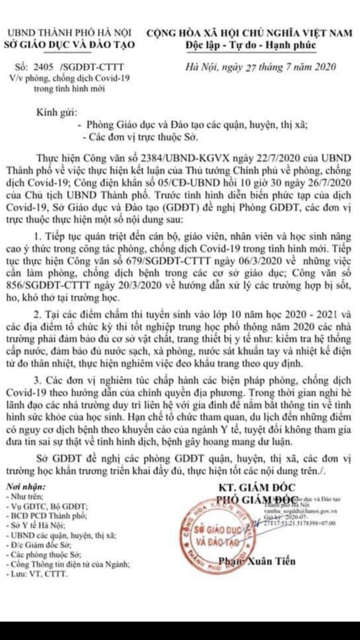 UBND THÀNH PHỐ HÀ NỘI
SỞ GIÁO DỤC VÀ ĐÀO TẠO
CỘNG HÒA XÃ HỘI CHỦ NGHĨA VIỆT NAM
Độc lập - Tự do - Hạnh phúc
Số: 2405 /SGDĐT-CTTT
V/v phòng, chống dịch Covid-19
trong tình hình mới
Hà Nội, ngày 27 tháng 7 năm 2020
Kính gửi:
- Phòng Giáo dục và Đào tạo các quận, huyện, thị xã;
- Các đơn vị trực thuộc Sở.
Thực hiện Công văn số 2384/UBND-KGVX ngày 22/7/2020 của UBND
Thành phố về việc thực hiện kết luận của Thủ tướng Chính phủ về phòng, chống
dịch Covid-19; Công điện khẩn số 05/CĐ-UBND hồi 10 giờ 30 ngày 26/7/2020
của Chủ tịch UBND Thành phố. Trước tình hình diễn biến phức tạp của dịch
Covid-19, Sở Giáo dục và Đào tạo (GDĐT) đề nghị Phòng GDĐT, các đơn vị
trực thuộc thực hiện một số nội dung sau:
1. Tiếp tục quán triệt đến cán bộ, giáo viên, nhân viên và học sinh nâng
cao ý thức trong công tác phòng, chống dịch Covid-19 trong tình hình mới. Tiếp
tục thực hiện Công văn số 679/SGDĐT-CTTT ngày 06/3/2020 về những việc
cần làm phòng, chống dịch bệnh trong các cơ sở giáo dục; Công văn số
856/SGDĐT-CTTT ngày 20/3/2020 về hướng dẫn xử lý các trường hợp bị sốt,
ho, khó thở tại trường học.
2. Tại các điểm chấm thi tuyển sinh vào lớp 10 năm học 2020 - 2021 và
các địa điểm tổ chức kỳ thi tốt nghiệp trung học phổ thông năm 2020 các nhà
trường phải đảm bảo đủ cơ sở vật chất, trang thiết bị y tế như: kiểm tra hệ thống
cấp nước, đảm bảo đủ nước sạch, xà phòng, nước sát khuẩn tay và nhiệt kế điện
tử đo thân nhiệt, thực hiện nghiêm việc đeo khẩu trang theo quy định.
3. Các đơn vị nghiêm túc chấp hành các biện pháp phòng, chống dịch
Covid-19 theo hướng dẫn của chính quyền địa phương. Trong thời gian nghỉ hè
lãnh đạo các nhà trường duy trì liên hệ với gia đình để nắm bắt thông tin về tình
hình sức khỏe của học sinh. Hạn chế tổ chức tham quan, du lịch đến những điểm
có nguy cơ dịch bệnh theo khuyến cáo của ngành Y tế, tuyệt đối không tham gia
đưa tin sai sự thật về tình hình dịch, bệnh gây hoang mang dư luận.
Sở GDĐT đề nghị các phòng GDĐT quận, huyện, thị xã, các đơn vị
trường học khẩn trương triển khai đầy đủ, thực hiện tốt các nội dung trên./.
Nơi nhận:
- Như trên;
- Vụ GDTC, Bộ GDĐT;
- BCĐ PCD Thành phố;
- Sở Y tế Hà Nội;
- UBND các quận, huyện, thị xã;
- Đ/c Giám đốc Sở;
- Các phòng thuộc Sở;
- Cổng Thông tin điện tử của Ngành;
- Lưu: VT, CTTT.
KT. GIÁM ĐỐC
PHÓ GIÁM ĐỐC
SỞ GIÁO DỤC
VÀ ĐÀO TẠO
Phạm Xuân Tiến